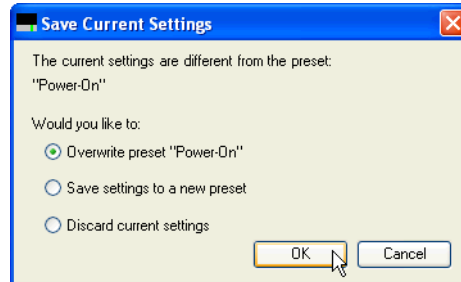 Save Current Settings
The current settings are different from the preset:
"Power-On"
Would you like to:
Overwrite preset "Power-On"
Save settings to a new preset
Discard current settings
OK Cancel